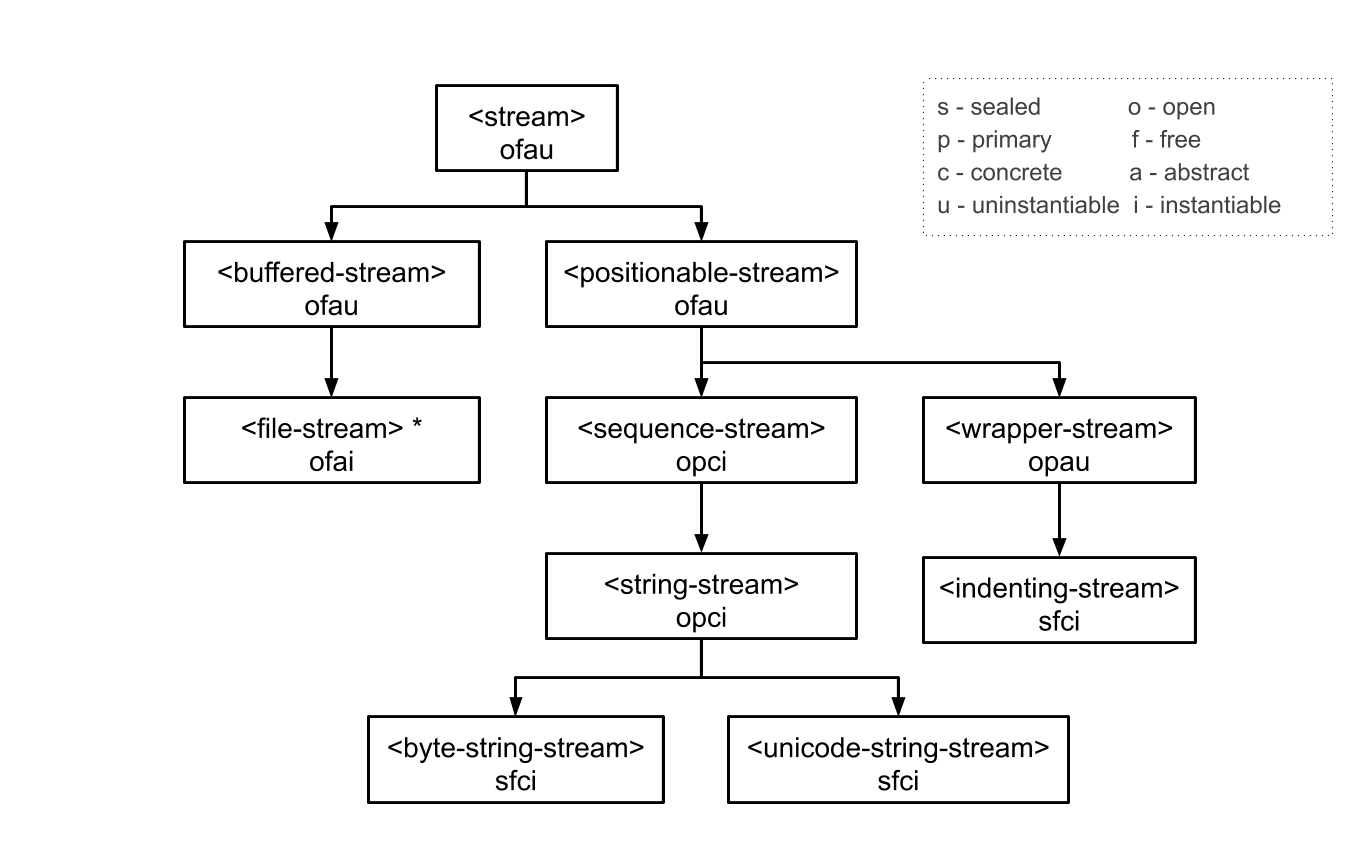 <stream>
ofau
s - sealed o - open
p - primary f - free
c - concrete a - abstract
u - uninstantiable i - instantiable
<buffered-stream>
ofau
<positionable-stream>
ofau
<file-stream> *
ofai
<sequence-stream>
opci
<wrapper-stream>
opau
<string-stream>
opci
<indenting-stream>
sfci
<byte-string-stream>
sfci
<unicode-string-stream>
sfci